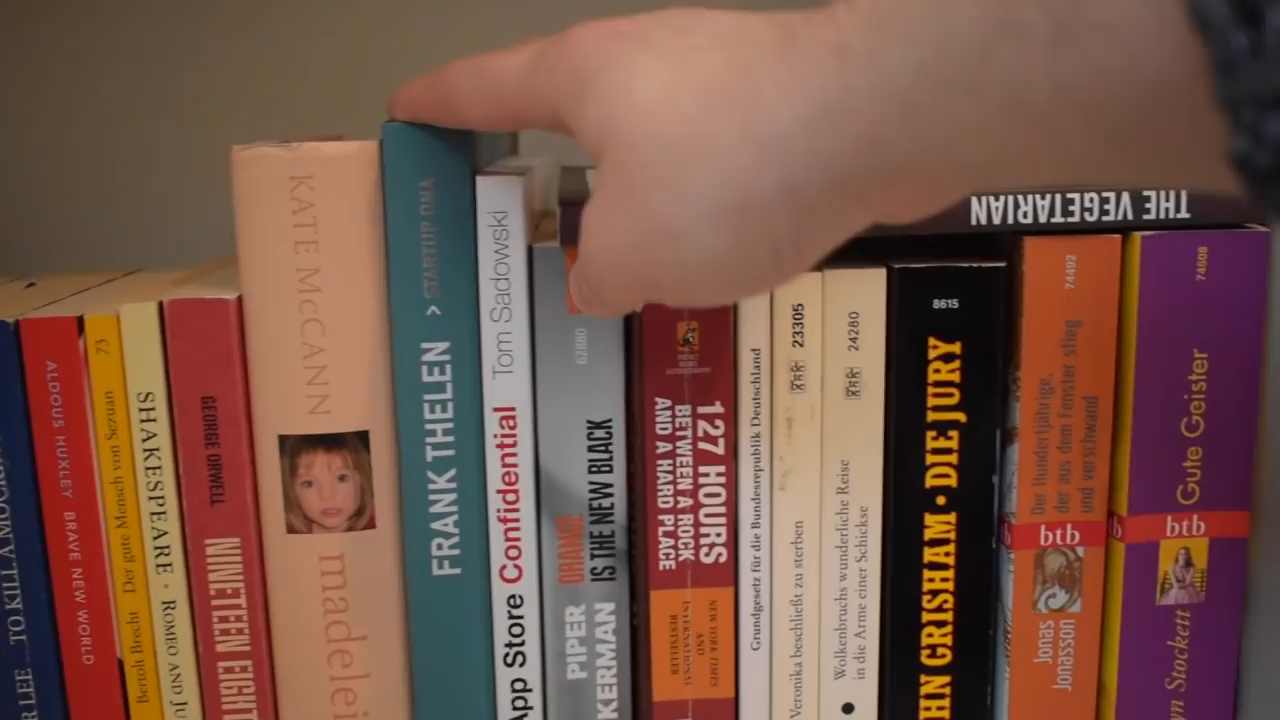 R LEE TO KILL A MOCKIN
ALDOUS HUXLEY BRAVE NEW WORLD
73
Bertolt Brecht Der gute Mensch von Sezuan
SHAKESPEARE · ROMEO AND JU
GEORGE ORWELL
NINETEEN EIGHT
KATE McCANN
madelei
FRANK THELEN > STARTUP DNA
App Store Confidential Tom Sadowski
62880
PIPER
KERMAN
ORANGE
IS THE NEW BLACK
127 HOURS
BETWEEN A ROCK
AND A HARD PLACE
NEW YORK TIMES
AND
INTERNATIONAL
BESTSELLER
Grundgesetz für die Bundesrepublik Deutschland
Veronika beschließt zu sterben
23305
Wolkenbruchs wunderliche Reise
in die Arme einer Schickse
24280
8615
HN GRISHAM · DIE JURY
THE VEGETARIAN
74492
Der Hundertjährige,
der aus dem Fenster stieg
und verschwand
btb
Jonas
Jonasson
74608
Gute Geister
btb
yn Stockett